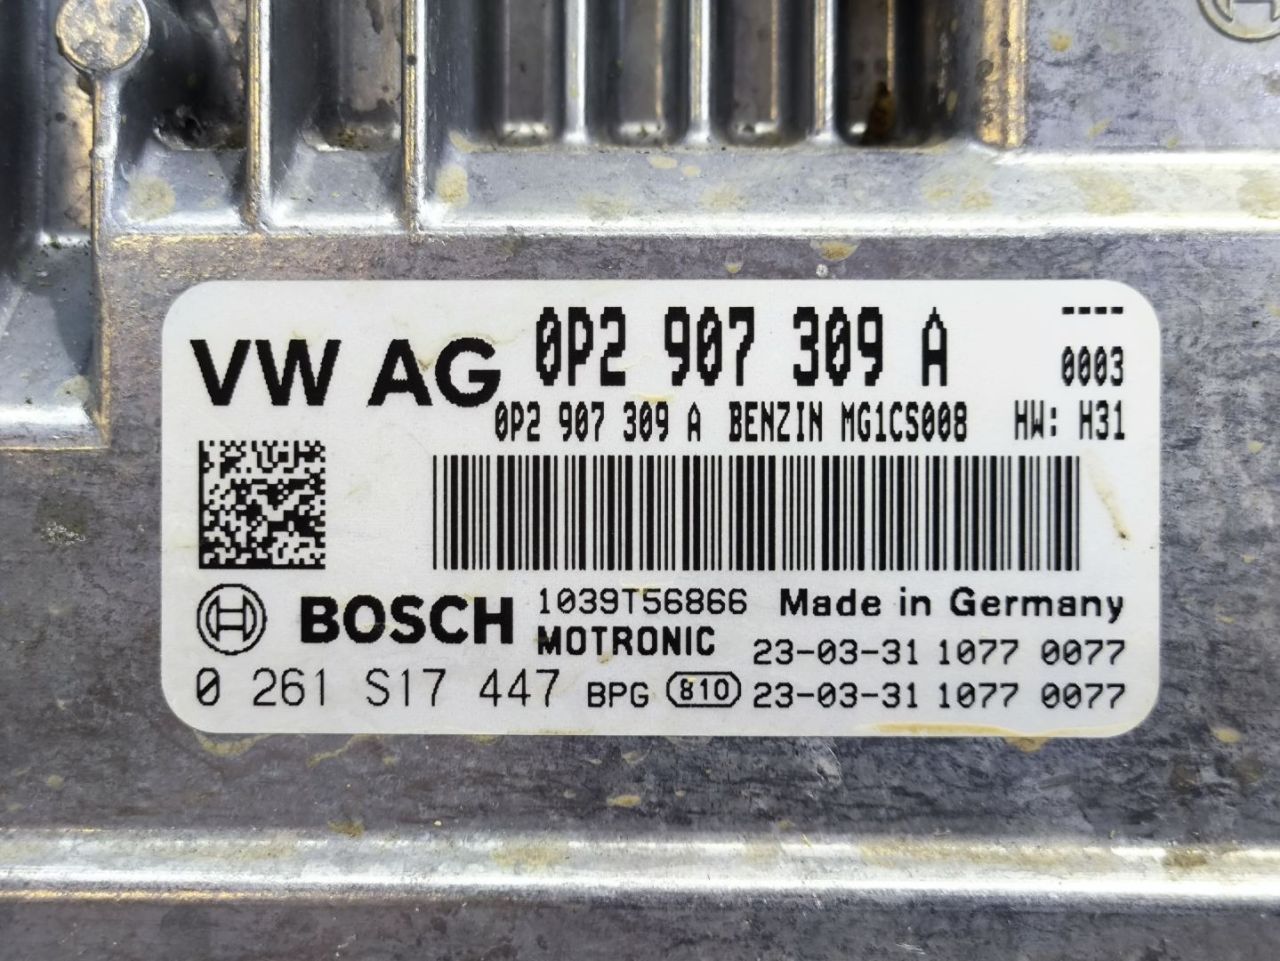 VW AG 0P2 907 309 A ----
0003
0P2 907 309 A BENZIN MG1CS008 HW: H31
BOSCH 1039T56866 Made in Germany
MOTRONIC 23-03-31 1077 0077
0 261 S17 447 BPG 810 23-03-31 1077 0077